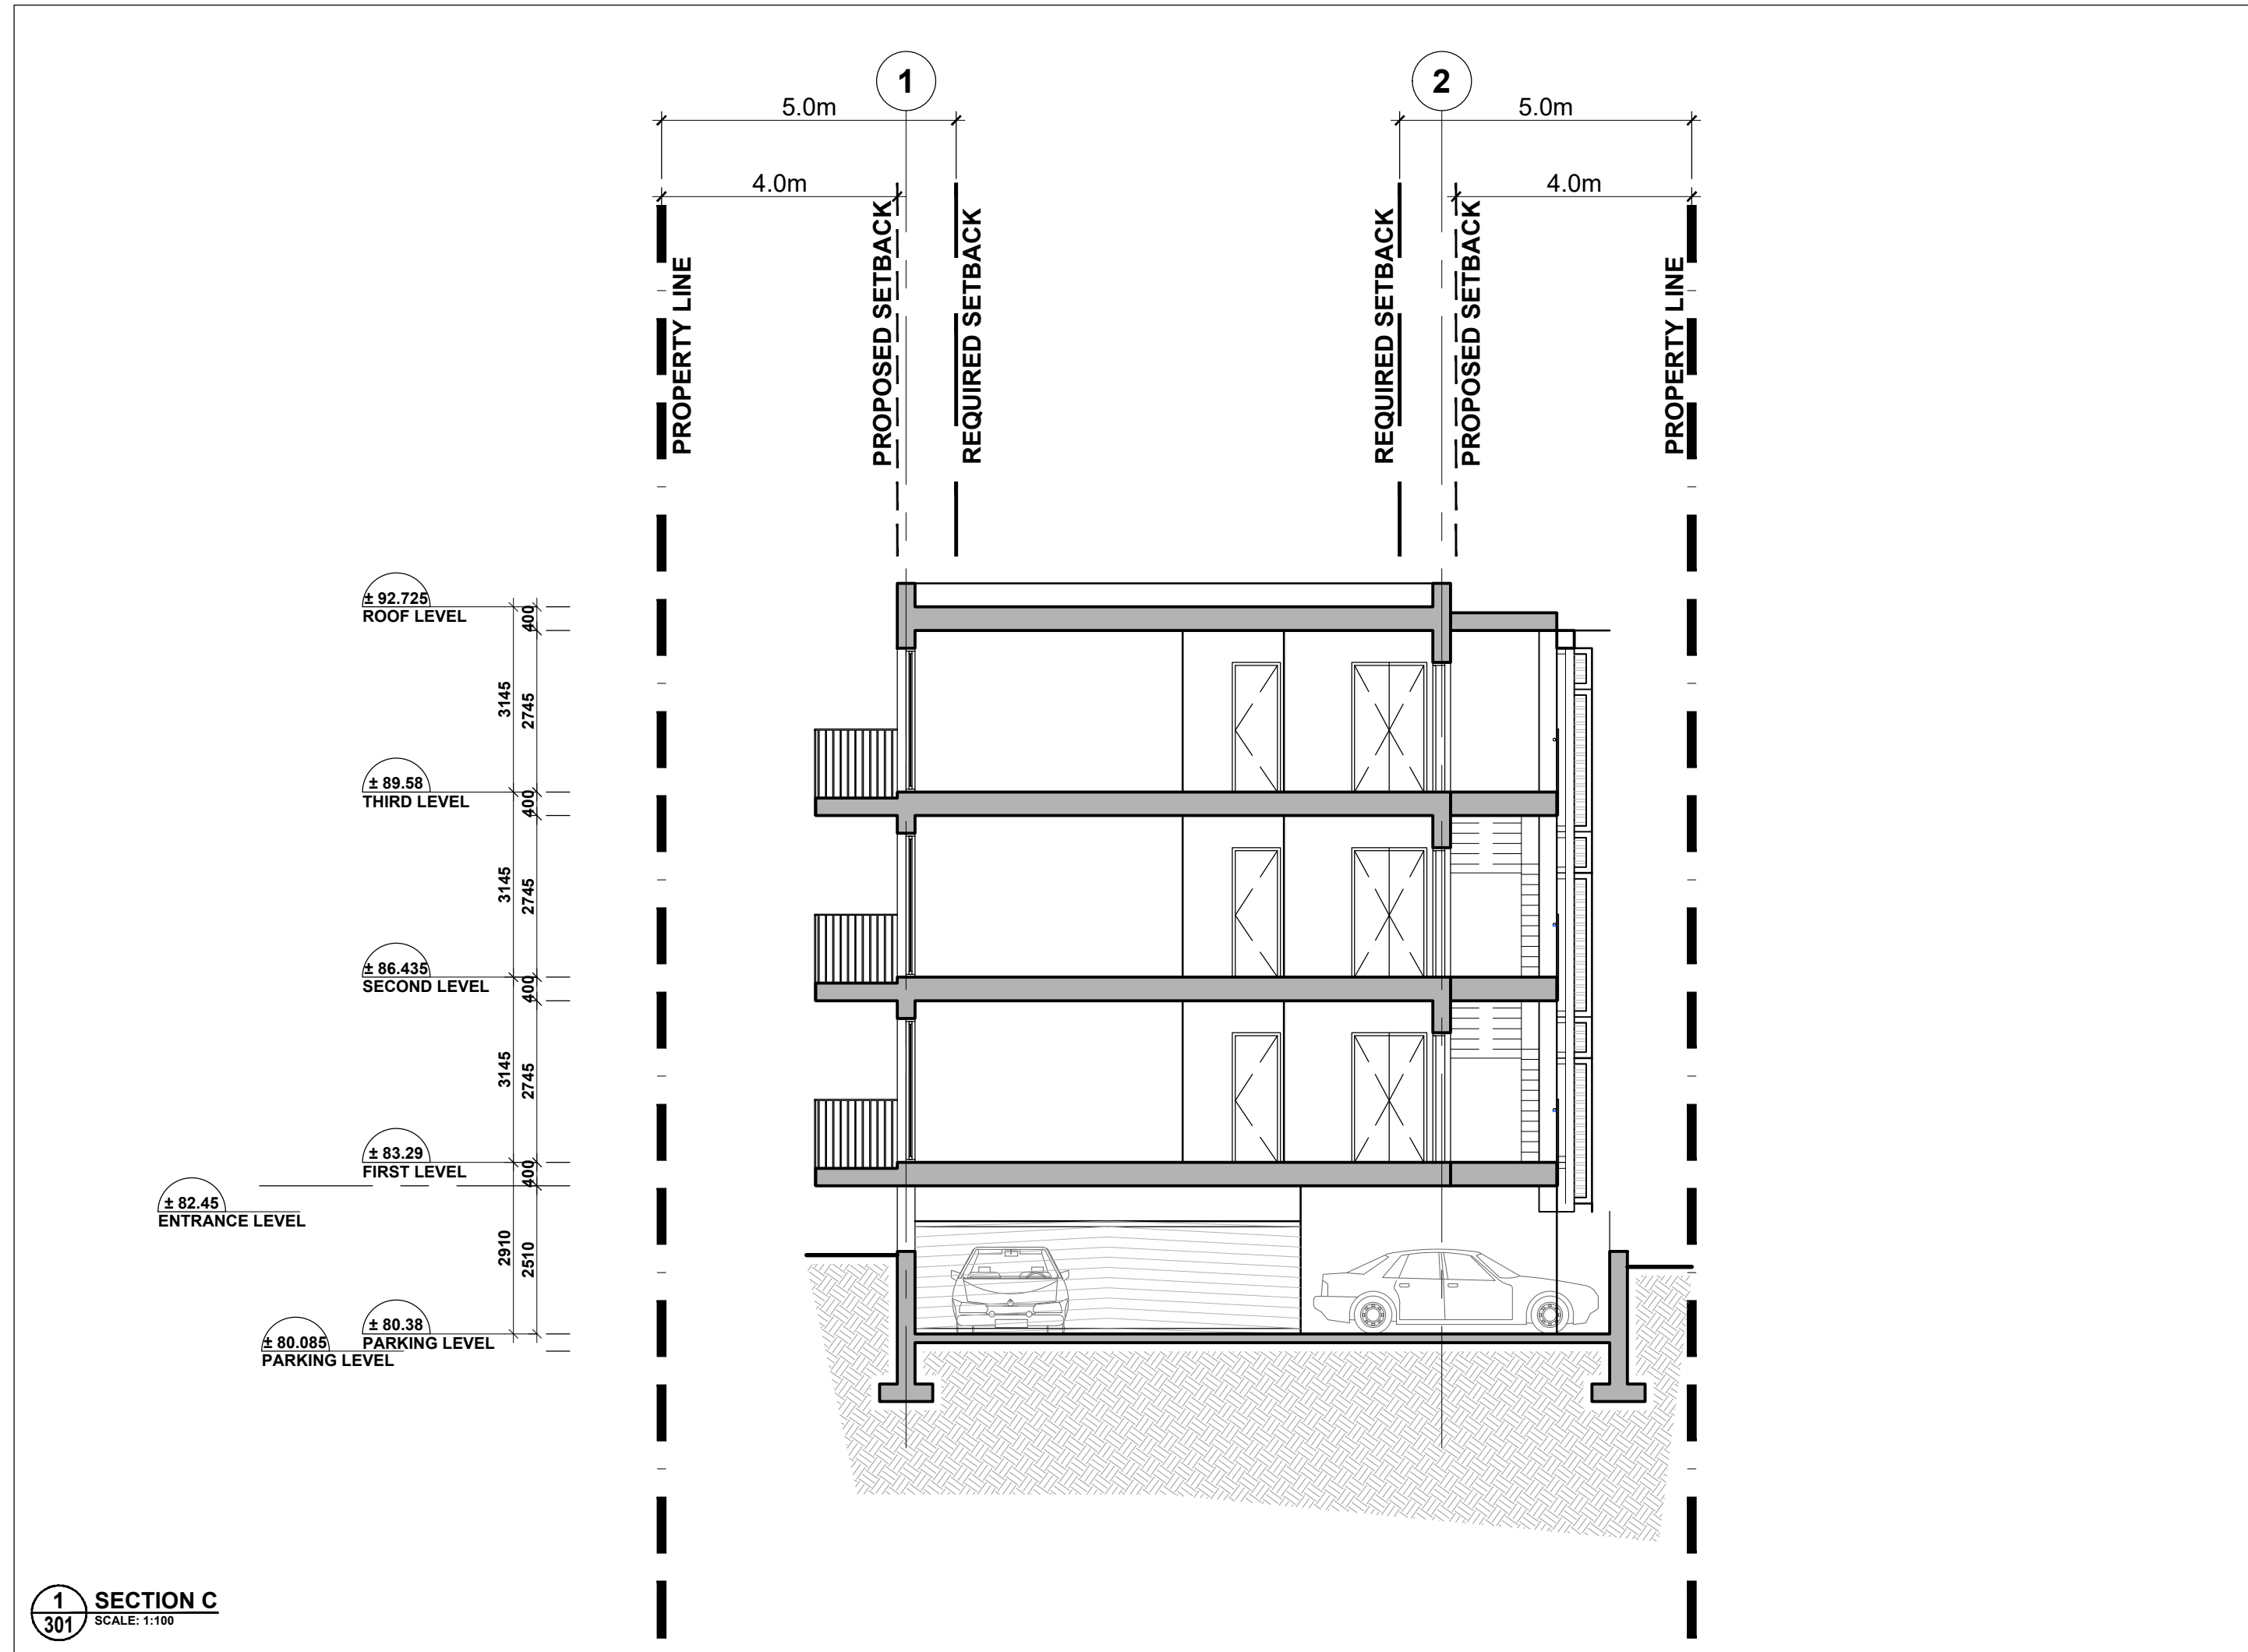 1
2
5.0m
5.0m
4.0m
4.0m
PROPERTY LINE
PROPOSED SETBACK
REQUIRED SETBACK
REQUIRED SETBACK
PROPOSED SETBACK
PROPERTY LINE
± 92.725
ROOF LEVEL
400
3145
2745
± 89.58
THIRD LEVEL
400
3145
2745
± 86.435
SECOND LEVEL
400
3145
2745
± 83.29
FIRST LEVEL
400
± 82.45
ENTRANCE LEVEL
2910
2510
± 80.38
PARKING LEVEL
± 80.085
PARKING LEVEL
1
301
SECTION C
SCALE: 1:100